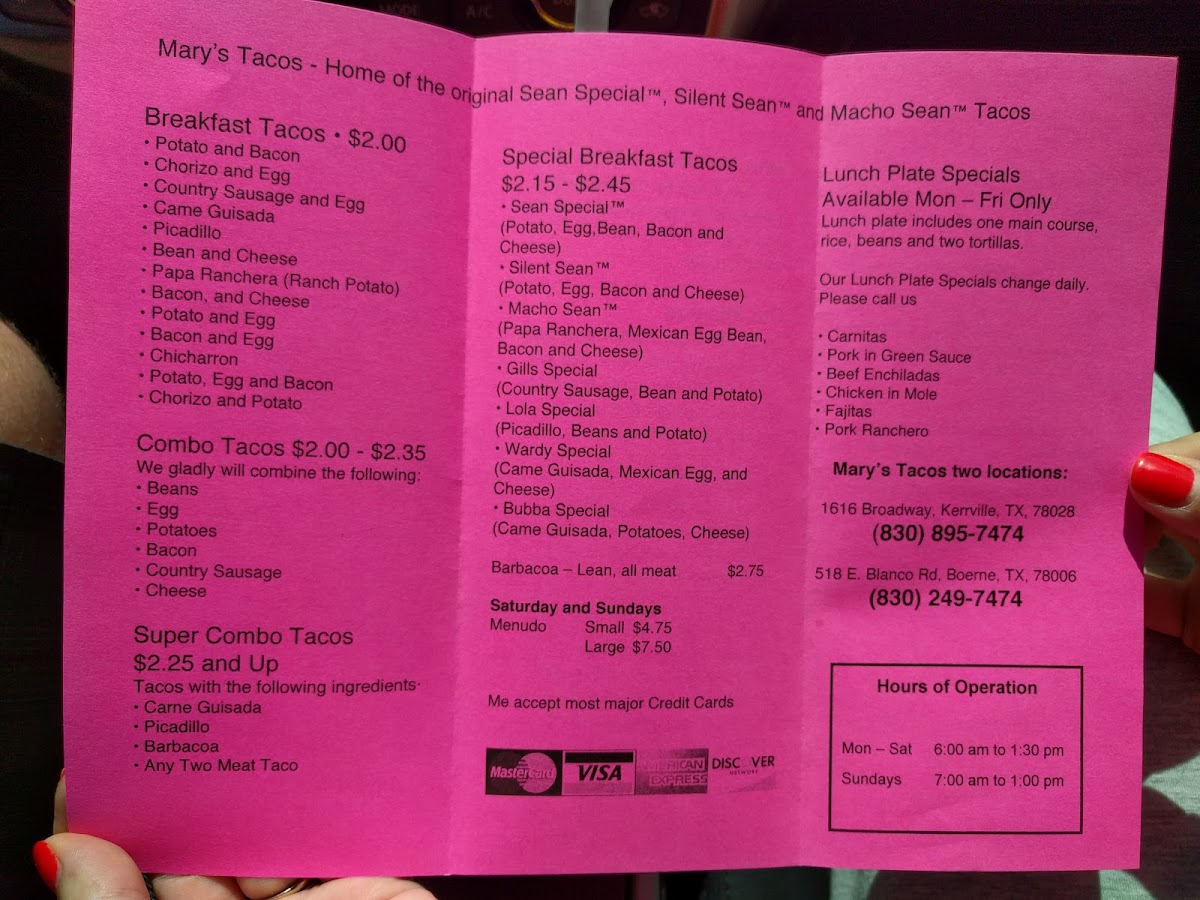 Mary's Tacos - Home of the original Sean Special™, Silent Sean™ and Macho Sean™ Tacos
Breakfast Tacos • $2.00
• Potato and Bacon
• Chorizo and Egg
• Country Sausage and Egg
• Came Guisada
• Picadillo
• Bean and Cheese
• Papa Ranchera (Ranch Potato)
• Bacon, and Cheese
• Potato and Egg
• Bacon and Egg
• Chicharron
• Potato, Egg and Bacon
• Chorizo and Potato
Combo Tacos $2.00 - $2.35
We gladly will combine the following:
• Beans
• Egg
• Potatoes
• Bacon
• Country Sausage
• Cheese
Super Combo Tacos
$2.25 and Up
Tacos with the following ingredients·
• Carne Guisada
• Picadillo
• Barbacoa
• Any Two Meat Taco
Special Breakfast Tacos
$2.15 - $2.45
• Sean Special™
(Potato, Egg,Bean, Bacon and
Cheese)
• Silent Sean™
(Potato, Egg, Bacon and Cheese)
• Macho Sean™
(Papa Ranchera, Mexican Egg Bean,
Bacon and Cheese)
• Gills Special
(Country Sausage, Bean and Potato)
• Lola Special
(Picadillo, Beans and Potato)
• Wardy Special
(Came Guisada, Mexican Egg, and
Cheese)
• Bubba Special
(Came Guisada, Potatoes, Cheese)
Barbacoa – Lean, all meat $2.75
Saturday and Sundays
Menudo Small $4.75
Large $7.50
Me accept most major Credit Cards
MasterCard
VISA
AMERICAN
EXPRESS
DISCOVER
NETWORK
Lunch Plate Specials
Available Mon – Fri Only
Lunch plate includes one main course,
rice, beans and two tortillas.
Our Lunch Plate Specials change daily.
Please call us
• Carnitas
• Pork in Green Sauce
• Beef Enchiladas
• Chicken in Mole
• Fajitas
• Pork Ranchero
Mary's Tacos two locations:
1616 Broadway, Kerrville, TX, 78028
(830) 895-7474
518 E. Blanco Rd, Boerne, TX, 78006
(830) 249-7474
Hours of Operation
Mon – Sat 6:00 am to 1:30 pm
Sundays 7:00 am to 1:00 pm
MODE
A/C